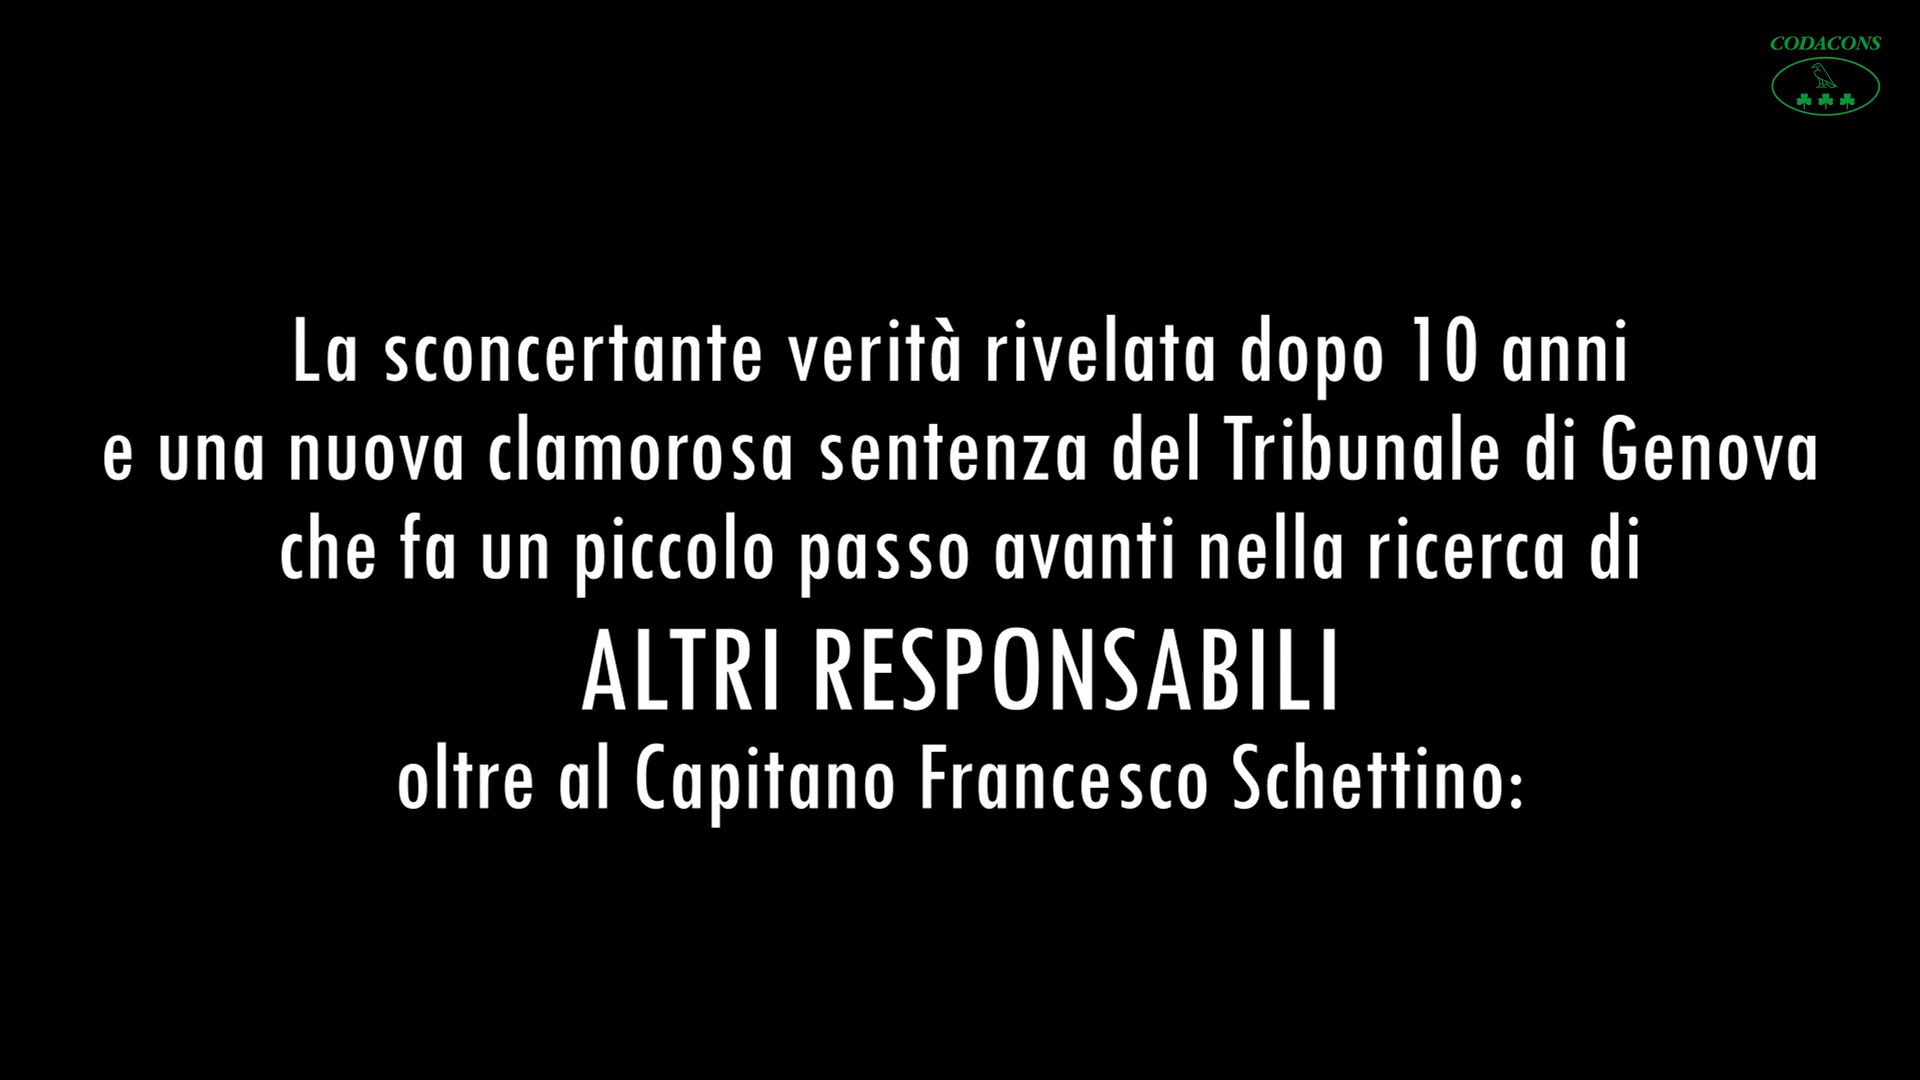 CODACONS
La sconcertante verità rivelata dopo 10 anni
e una nuova clamorosa sentenza del Tribunale di Genova
che fa un piccolo passo avanti nella ricerca di
ALTRI RESPONSABILI
oltre al Capitano Francesco Schettino: